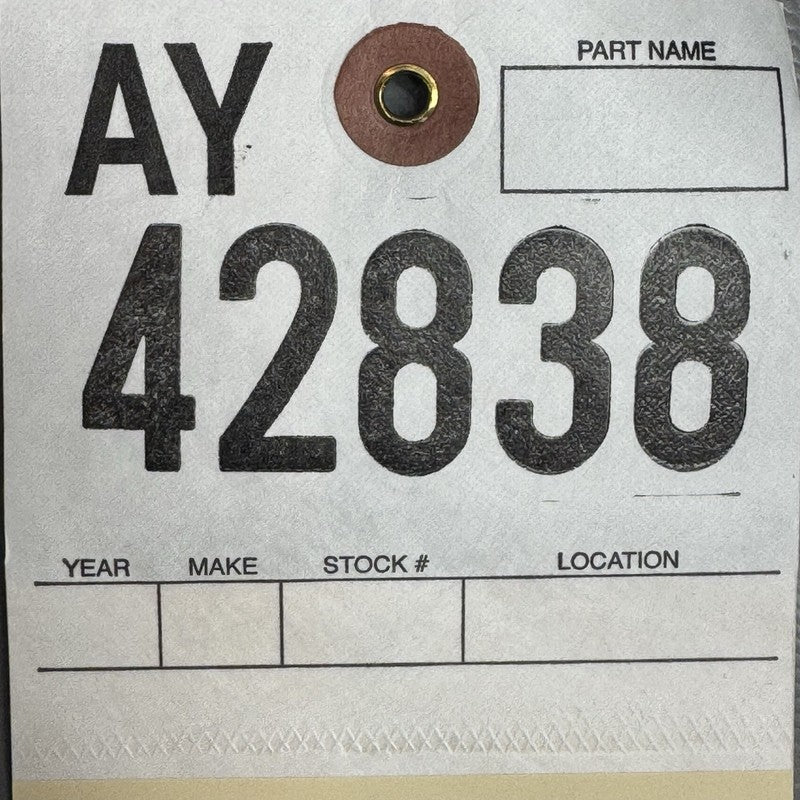 AY
PART NAME
42838
YEAR MAKE STOCK # LOCATION